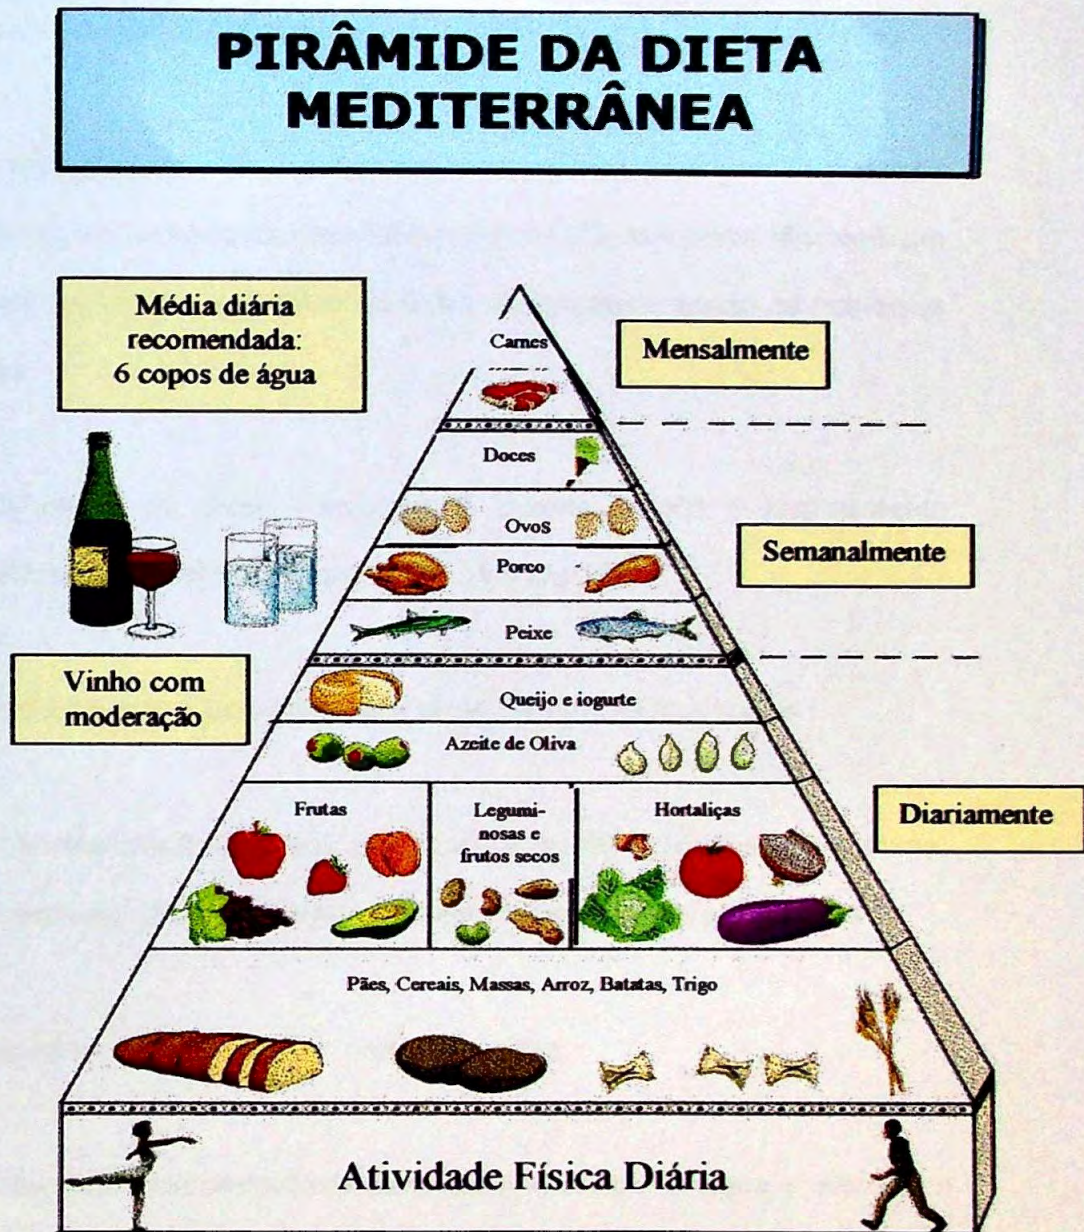 PIRÂMIDE DA DIETA
MEDITERRÂNEA
Média diária
recomendada:
6 copos de água
Carnes
Mensalmente
Doces
Ovos
Porco
Semanalmente
Peixe
Vinho com
moderação
Queijo e iogurte
Azeite de Oliva
Frutas
Legumi-
nosas e
frutos secos
Hortaliças
Diariamente
Pães, Cereais, Massas, Arroz, Batatas, Trigo
Atividade Física Diária